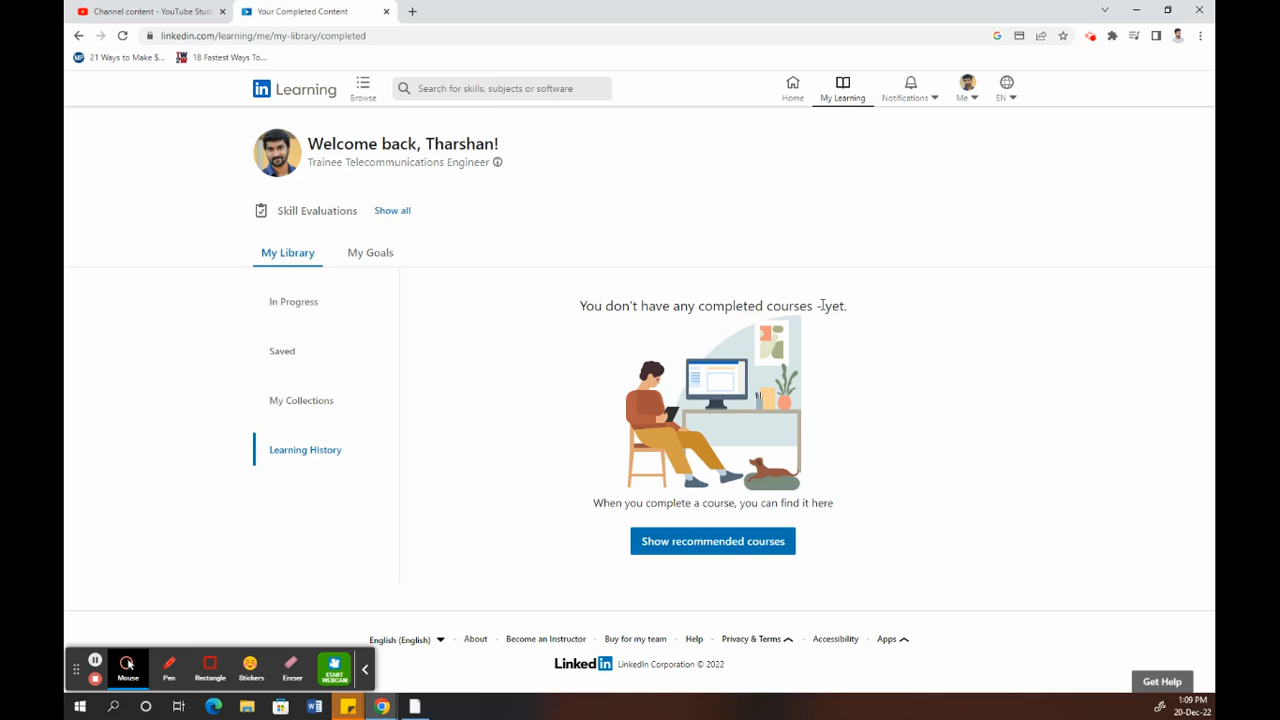 Channel content - YouTube Stud
Your Completed Content
linkedin.com/learning/me/my-library/completed
21 Ways to Make $...
18 Fastest Ways To...
in Learning
Browse
Search for skills, subjects or software
Home
My Learning
Notifications
Me
EN
Welcome back, Tharshan!
Trainee Telecommunications Engineer
Skill Evaluations
Show all
My Library
My Goals
In Progress
Saved
My Collections
Learning History
You don't have any completed courses - yet.
When you complete a course, you can find it here
Show recommended courses
English (English)
About
Become an Instructor
Buy for my team
Help
Privacy & Terms
Accessibility
Apps
Linked in
LinkedIn Corporation © 2022
Mouse
Pen
Rectangle
Stickers
Eraser
START
WEBCAM
Get Help
1:09 PM
20-Dec-22